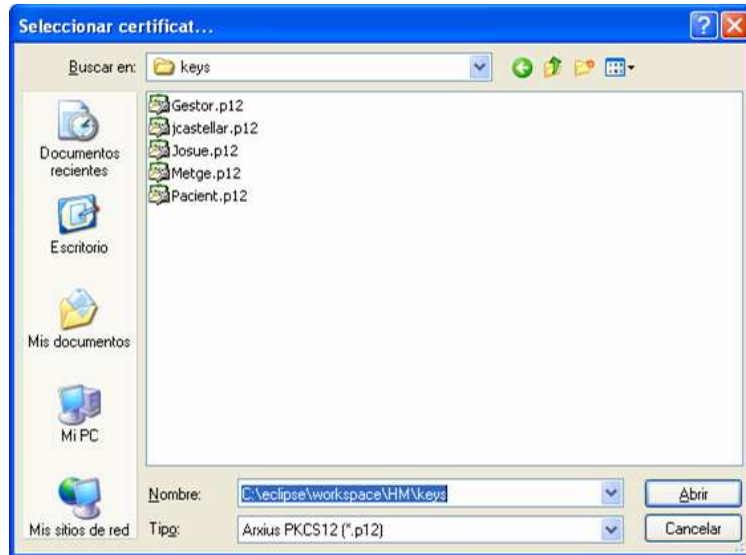 Seleccionar certificat...
Buscar en: keys
Gestor.p12
jcastellar.p12
Josue.p12
Metge.p12
Pacient.p12
Documentos recientes
Escritorio
Mis documentos
Mi PC
Mis sitios de red
Nombre: C:\eclipse\workspace\HM\keys Abrir
Tipo: Arxius PKCS12 (*.p12) Cancelar